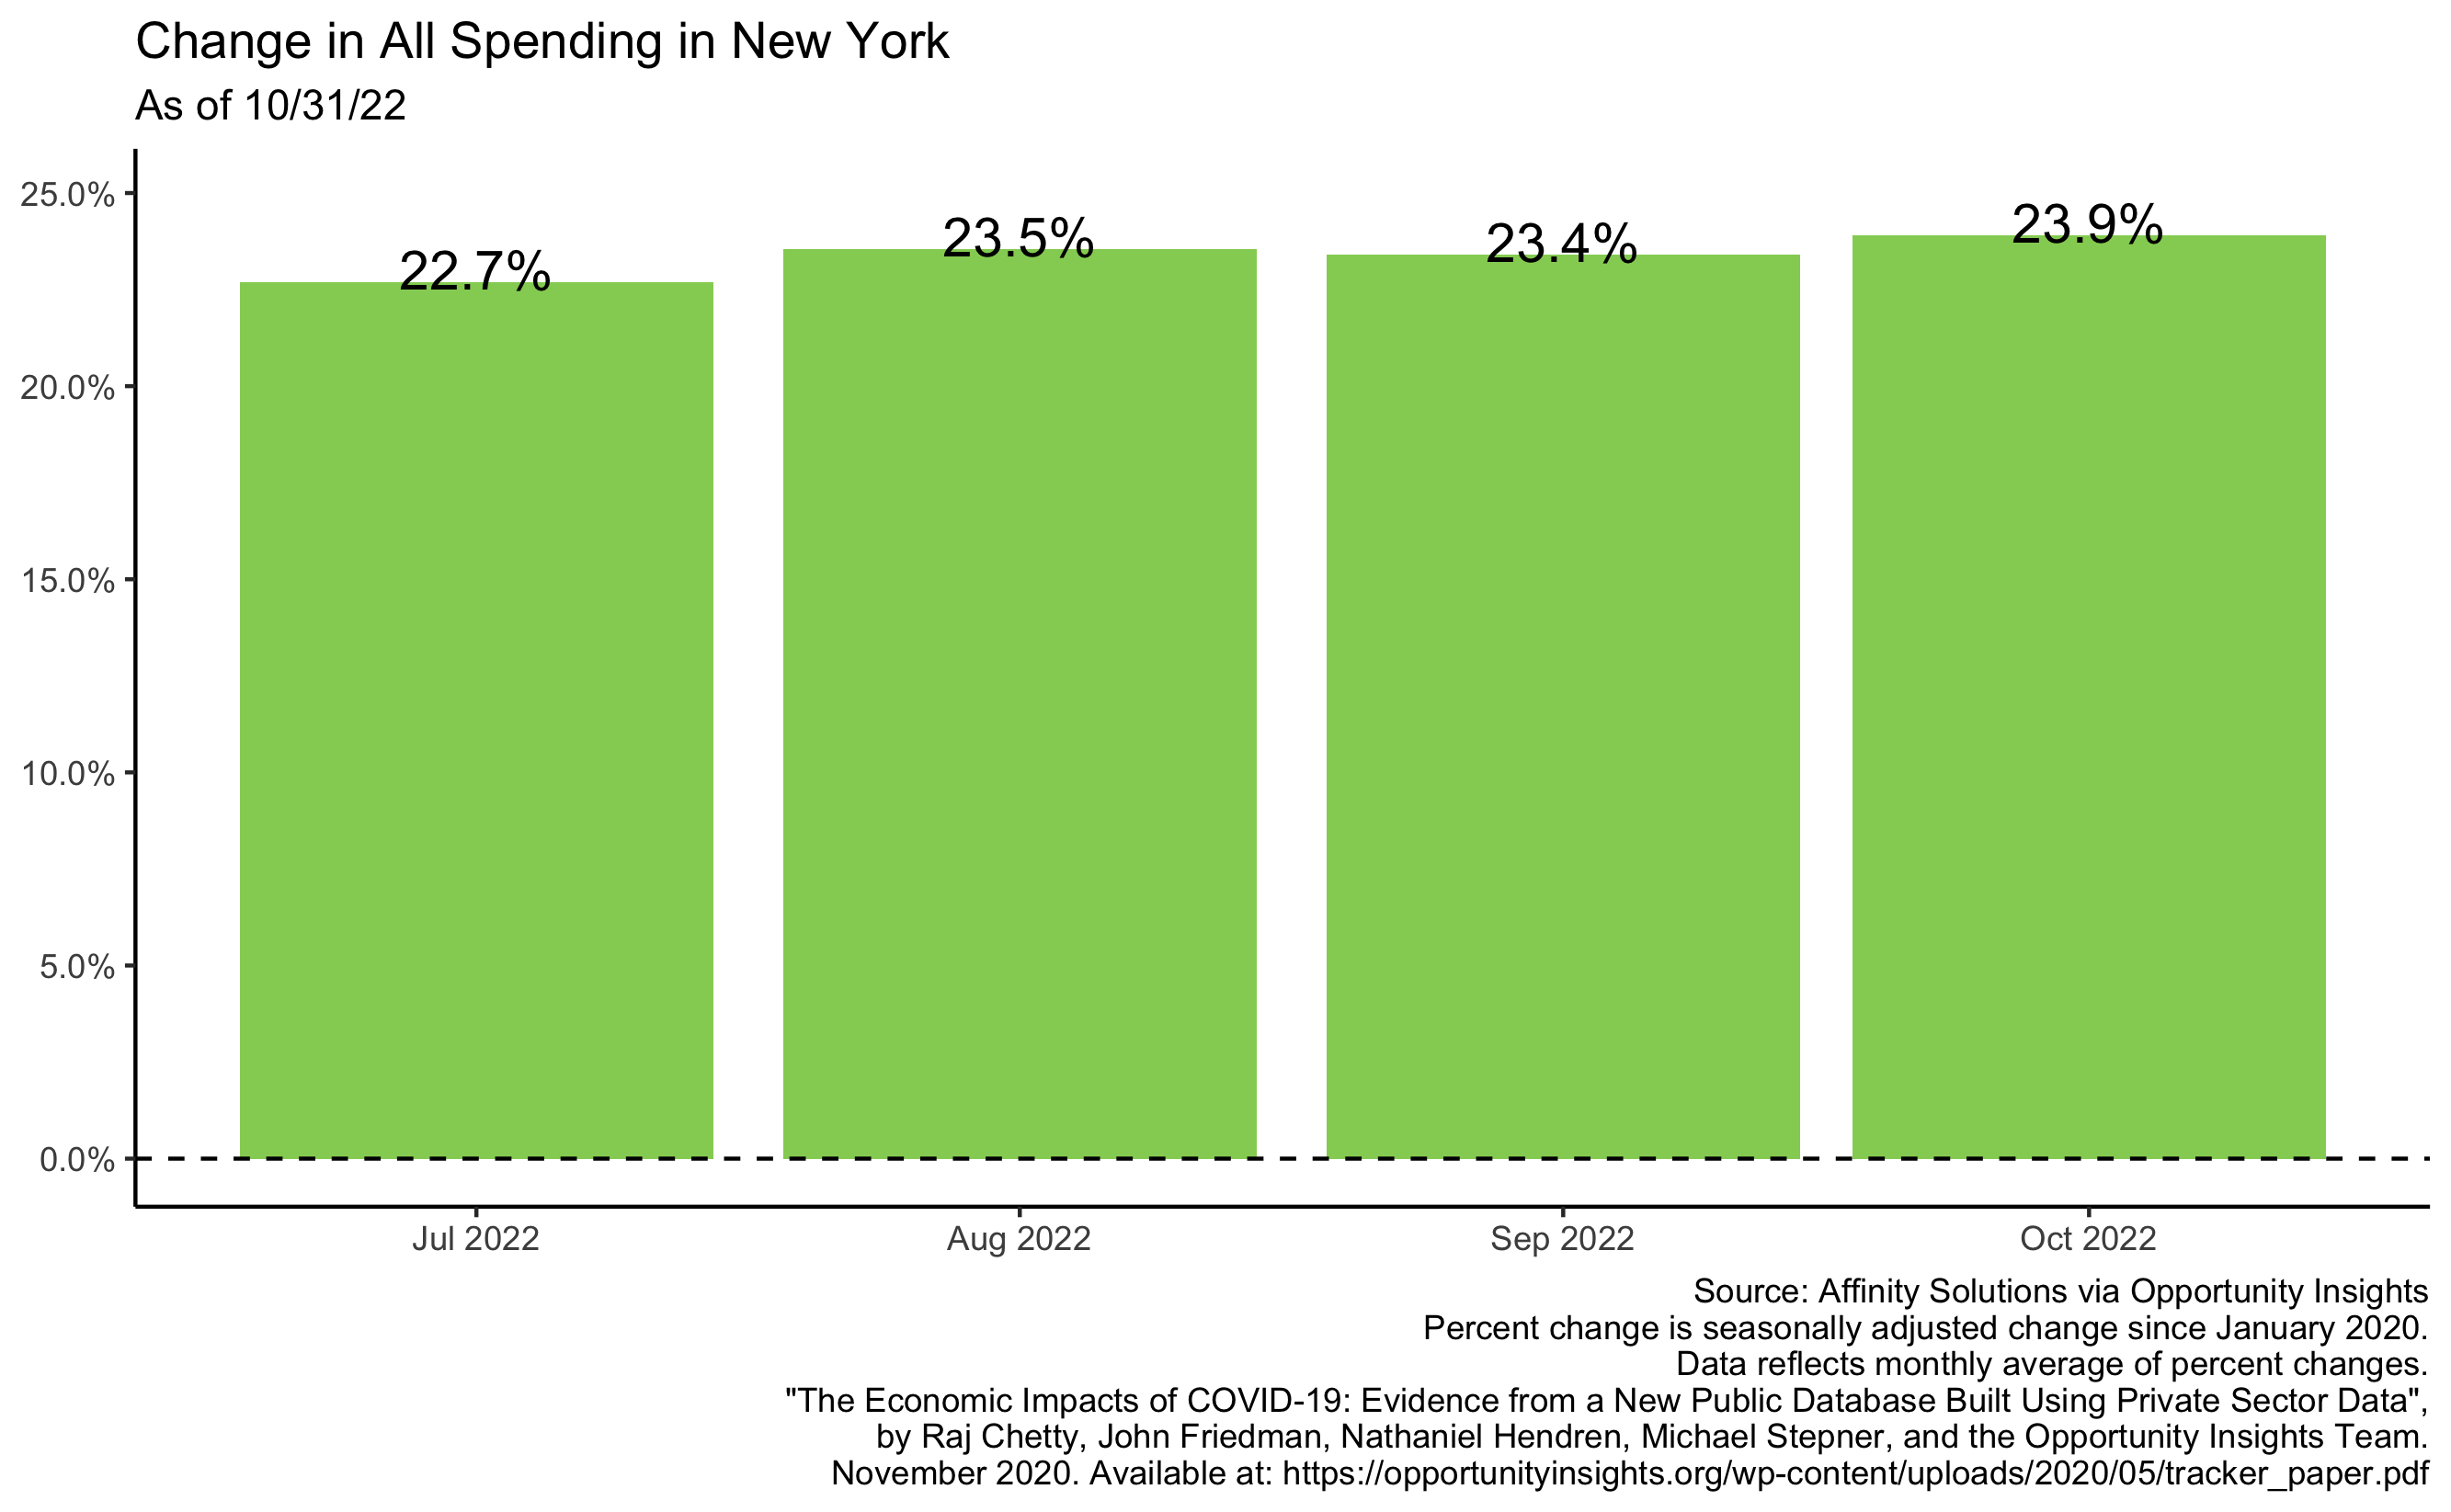 Change in All Spending in New York
As of 10/31/22
25.0%
20.0%
15.0%
10.0%
5.0%
0.0%
22.7%
23.5%
23.4%
23.9%
Jul 2022
Aug 2022
Sep 2022
Oct 2022
Source: Affinity Solutions via Opportunity Insights
Percent change is seasonally adjusted change since January 2020.
Data reflects monthly average of percent changes.
"The Economic Impacts of COVID-19: Evidence from a New Public Database Built Using Private Sector Data",
by Raj Chetty, John Friedman, Nathaniel Hendren, Michael Stepner, and the Opportunity Insights Team.
November 2020. Available at: https://opportunityinsights.org/wp-content/uploads/2020/05/tracker_paper.pdf